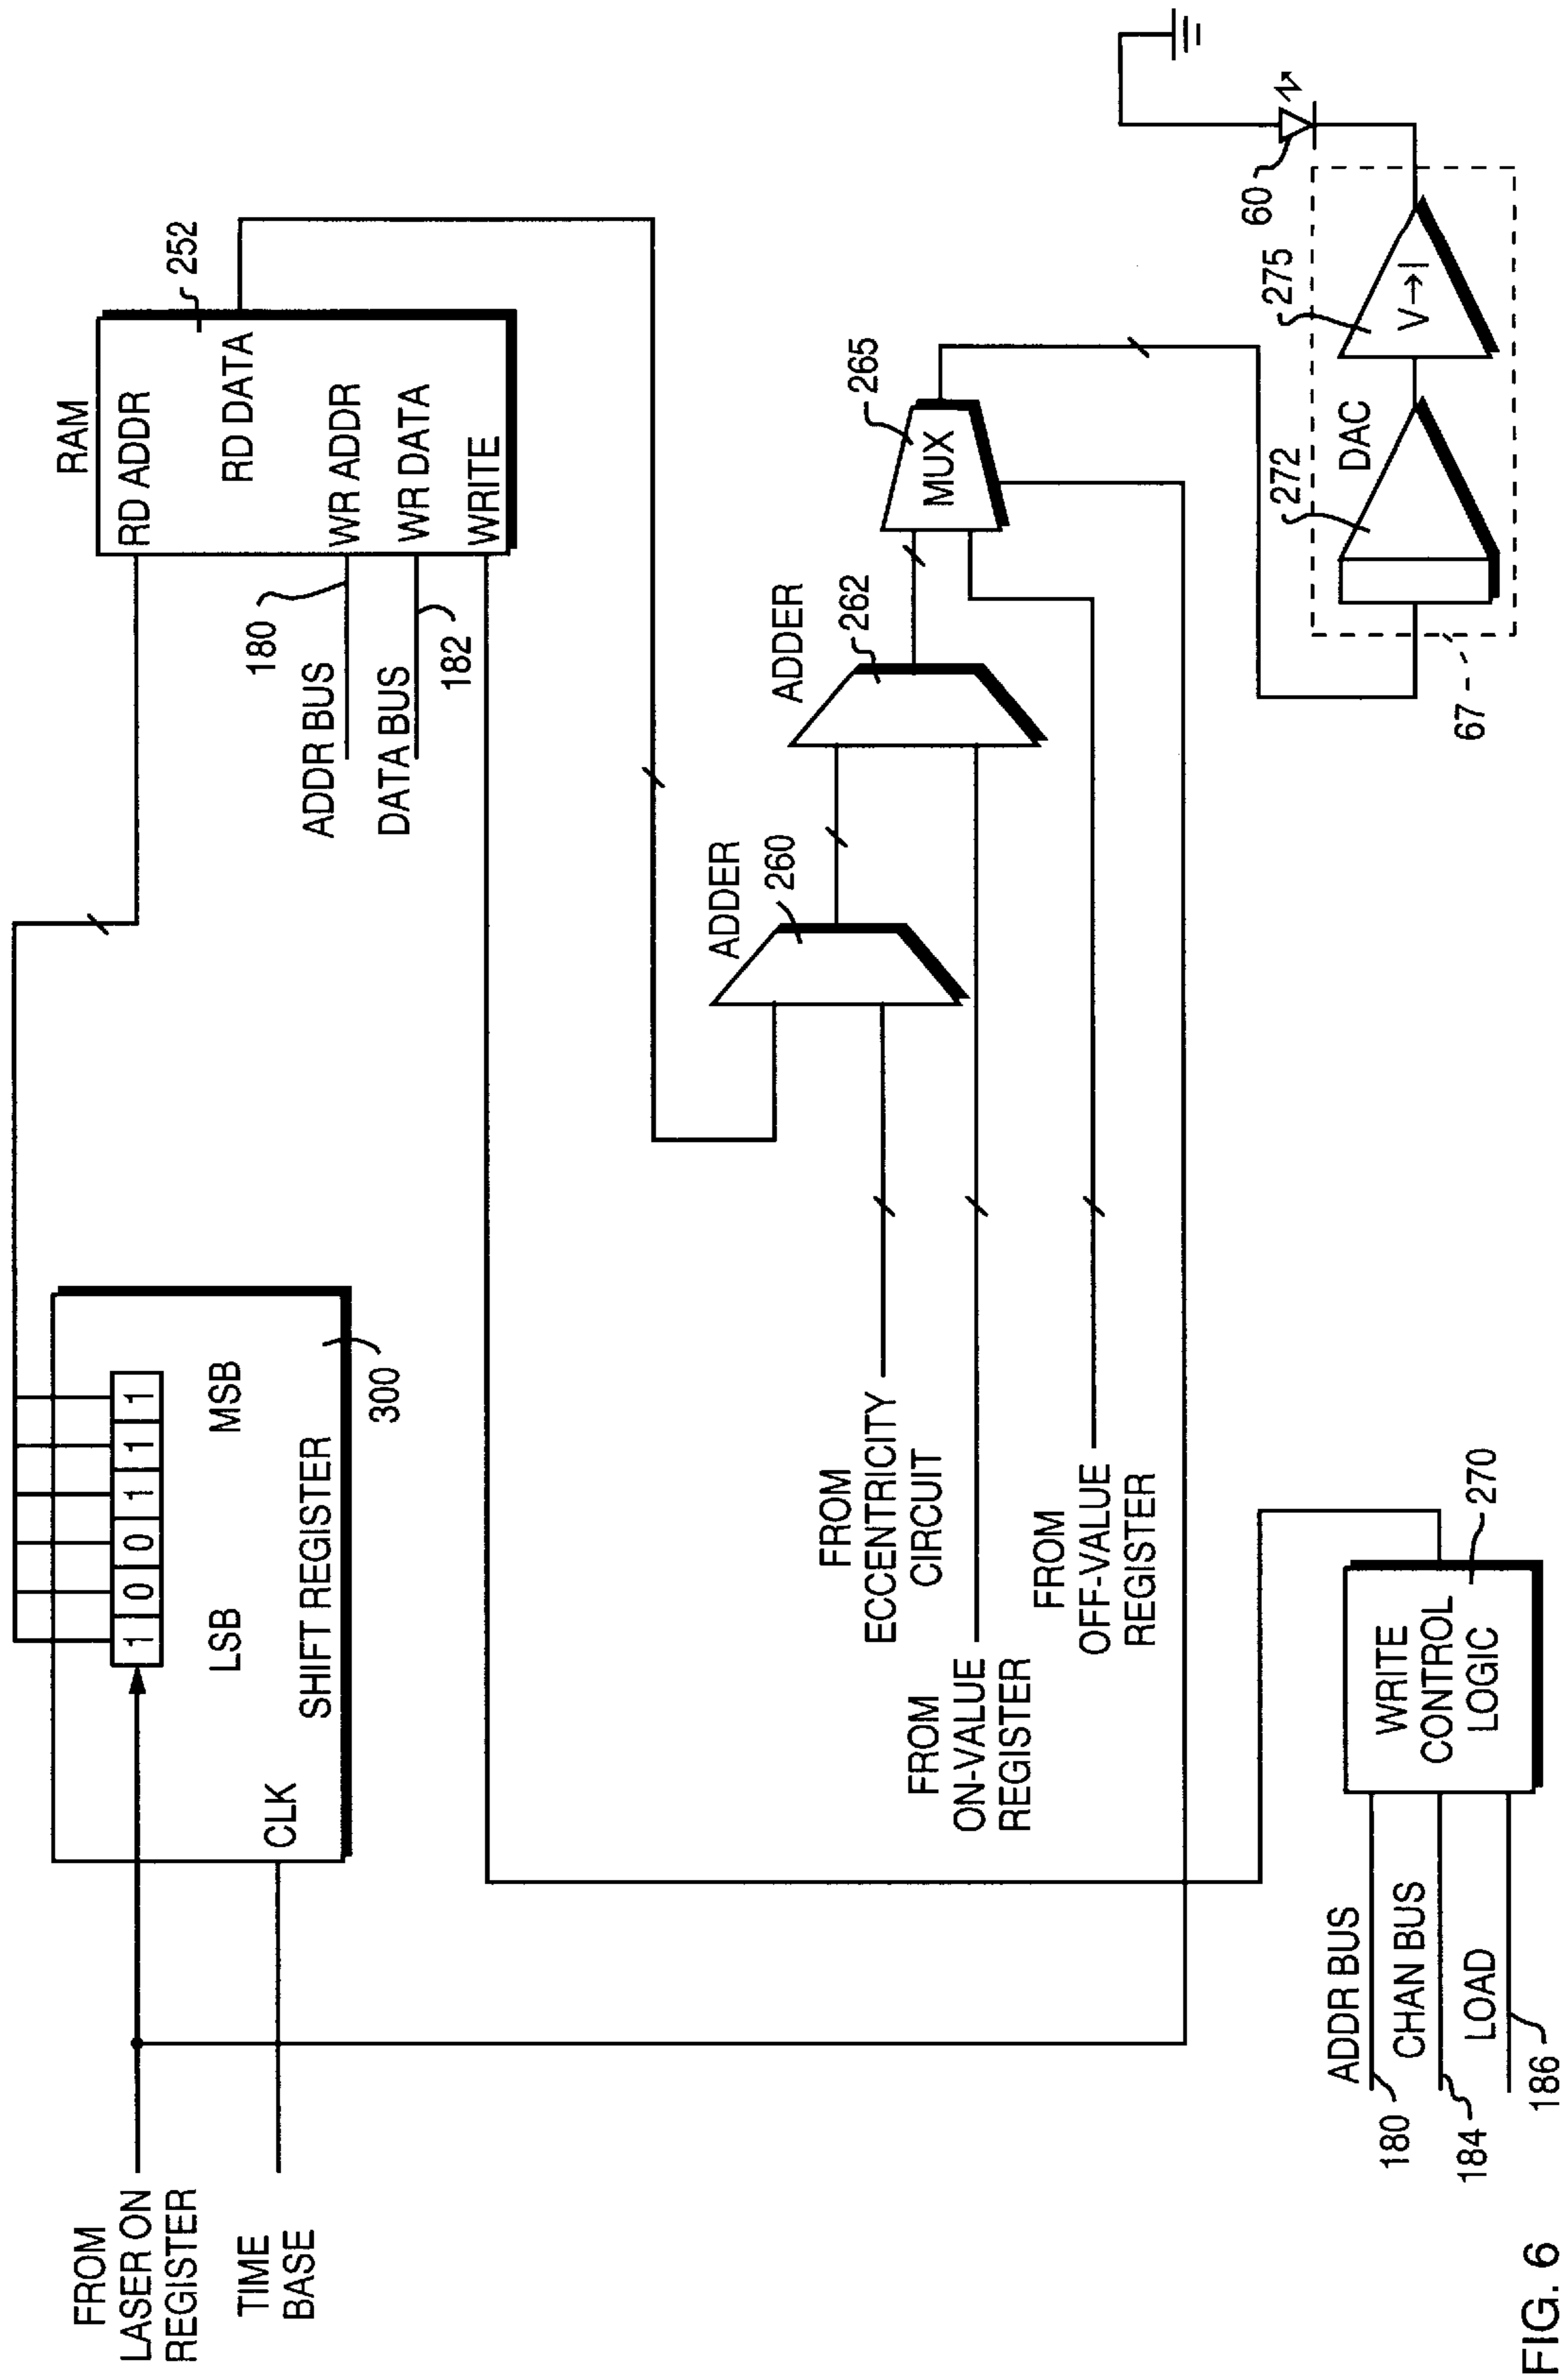 FROM
LASER ON
REGISTER
TIME
BASE
CLK
1 0 0 1 1 1
LSB
MSB
SHIFT REGISTER
300
RAM
RD ADDR
RD DATA
WR ADDR
WR DATA
WRITE
252
ADDR BUS
180
DATA BUS
182
ADDER
260
ADDER
262
MUX
265
FROM
ECCENTRICITY
CIRCUIT
FROM
ON-VALUE
REGISTER
FROM
OFF-VALUE
REGISTER
ADDR BUS
180
CHAN BUS
184
LOAD
186
WRITE
CONTROL
LOGIC
270
67
272
DAC
275
V→I
60
FIG. 6